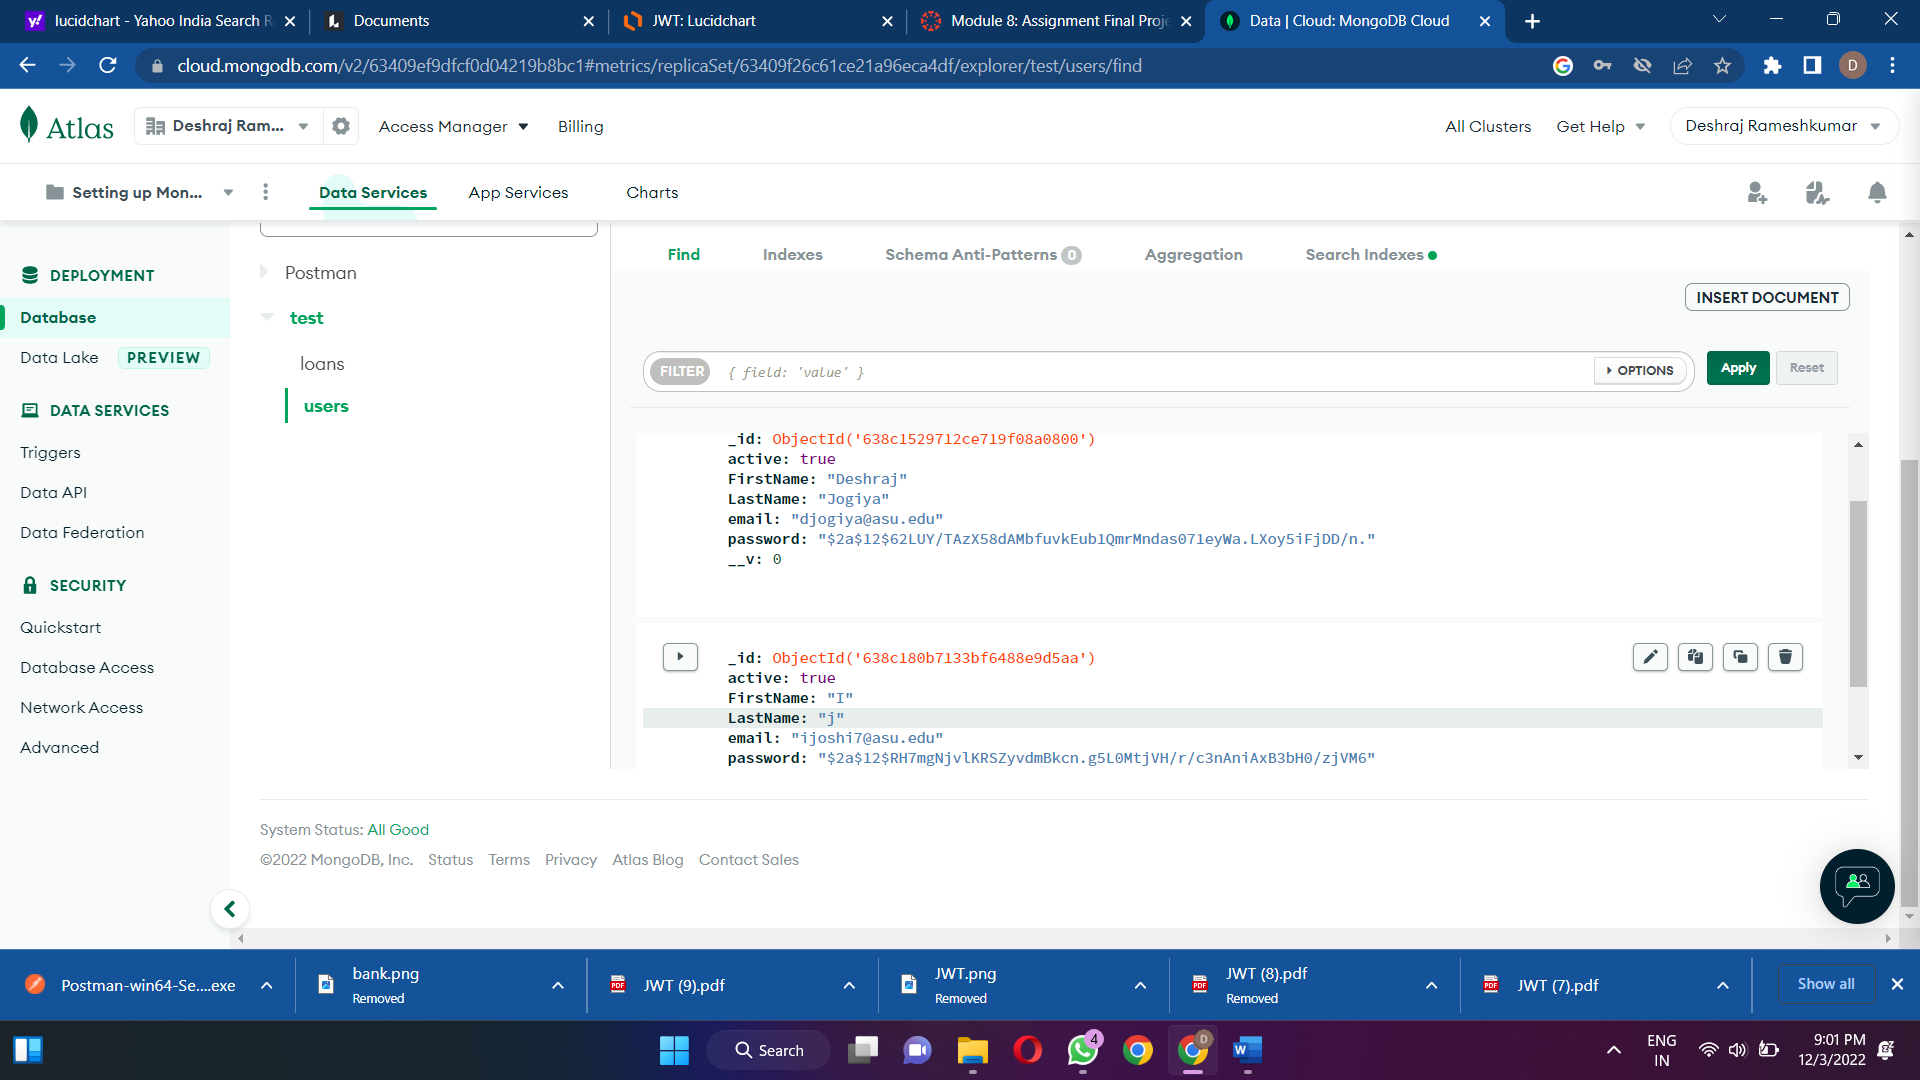 lucidchart - Yahoo India Search R
Documents
JWT: Lucidchart
Module 8: Assignment Final Proje
Data | Cloud: MongoDB Cloud
cloud.mongodb.com/v2/63409ef9dfcf0d04219b8bc1#metrics/replicaSet/63409f26c61ce21a96eca4df/explorer/test/users/find
D
Atlas
Deshraj Ram...
Access Manager
Billing
All Clusters
Get Help
Deshraj Rameshkumar
Setting up Mon...
Data Services
App Services
Charts
DEPLOYMENT
Database
Data Lake PREVIEW
DATA SERVICES
Triggers
Data API
Data Federation
SECURITY
Quickstart
Database Access
Network Access
Advanced
Postman
test
loans
users
Find
Indexes
Schema Anti-Patterns 0
Aggregation
Search Indexes
INSERT DOCUMENT
FILTER { field: 'value' }
OPTIONS
Apply
Reset
_id: ObjectId('638c1529712ce719f08a0800')
active: true
FirstName: "Deshraj"
LastName: "Jogiya"
email: "djogiya@asu.edu"
password: "$2a$12$62LUY/TAzX58dAMbfuvkEub1QmrMndas071eyWa.LXoy5iFjDD/n."
__v: 0
_id: ObjectId('638c180b7133bf6488e9d5aa')
active: true
FirstName: "I"
LastName: "j"
email: "ijoshi7@asu.edu"
password: "$2a$12$RH7mgNjvlKRSZyvdmBkcn.g5L0MtjVH/r/c3nAniAxB3bH0/zjVM6"
System Status: All Good
©2022 MongoDB, Inc. Status Terms Privacy Atlas Blog Contact Sales
Postman-win64-Se....exe
bank.png
Removed
JWT (9).pdf
JWT.png
Removed
JWT (8).pdf
Removed
JWT (7).pdf
Show all
Search
4
D
ENG
IN
9:01 PM
12/3/2022